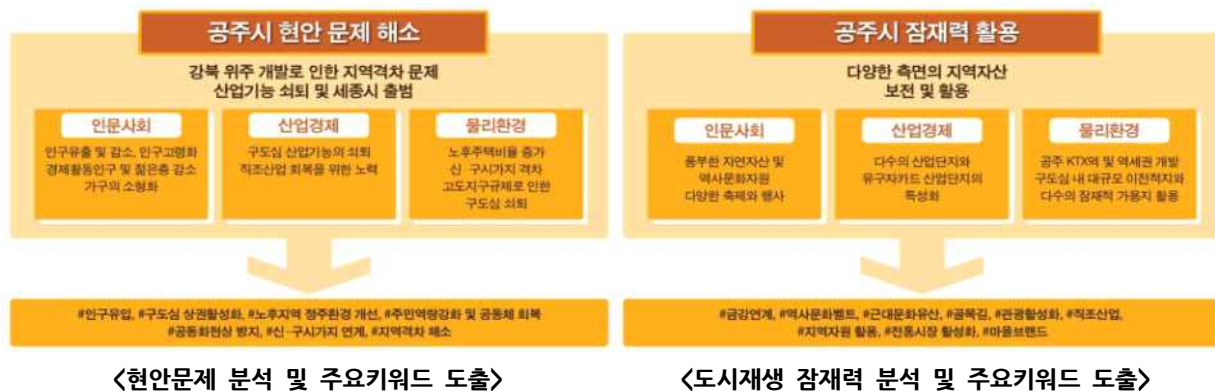 공주시 현안 문제 해소
강북 위주 개발로 인한 지역격차 문제
산업기능 쇠퇴 및 세종시 출범
인문사회
인구유출 및 감소, 인구고령화
경제활동인구 및 젊은층 감소
가구의 소형화
산업경제
구도심 산업기능의 쇠퇴
직조산업 회복을 위한 노력
물리환경
노후주택비율 증가
신·구시가지 격차
고도지구규제로 인한
구도심 쇠퇴
#인구유입, #구도심 상권활성화, #노후지역 정주환경 개선, #주민역량강화 및 공동체 회복
#공동화현상 방지, #신·구시가지 연계, #지역격차 해소
<현안문제 분석 및 주요키워드 도출>
공주시 잠재력 활용
다양한 측면의 지역자산
보전 및 활용
인문사회
풍부한 자연자산 및
역사문화자원
다양한 축제와 행사
산업경제
다수의 산업단지와
유구자카드 산업단지의
특성화
물리환경
공주 KTX역 및 역세권 개발
구도심 내 대규모 이전적지와
다수의 잠재적 가용지 활용
#금강연계, #역사문화벨트, #근대문화유산, #골목길, #관광활성화, #직조산업,
#지역자원 활용, #전통시장 활성화, #마을브랜드
<도시재생 잠재력 분석 및 주요키워드 도출>